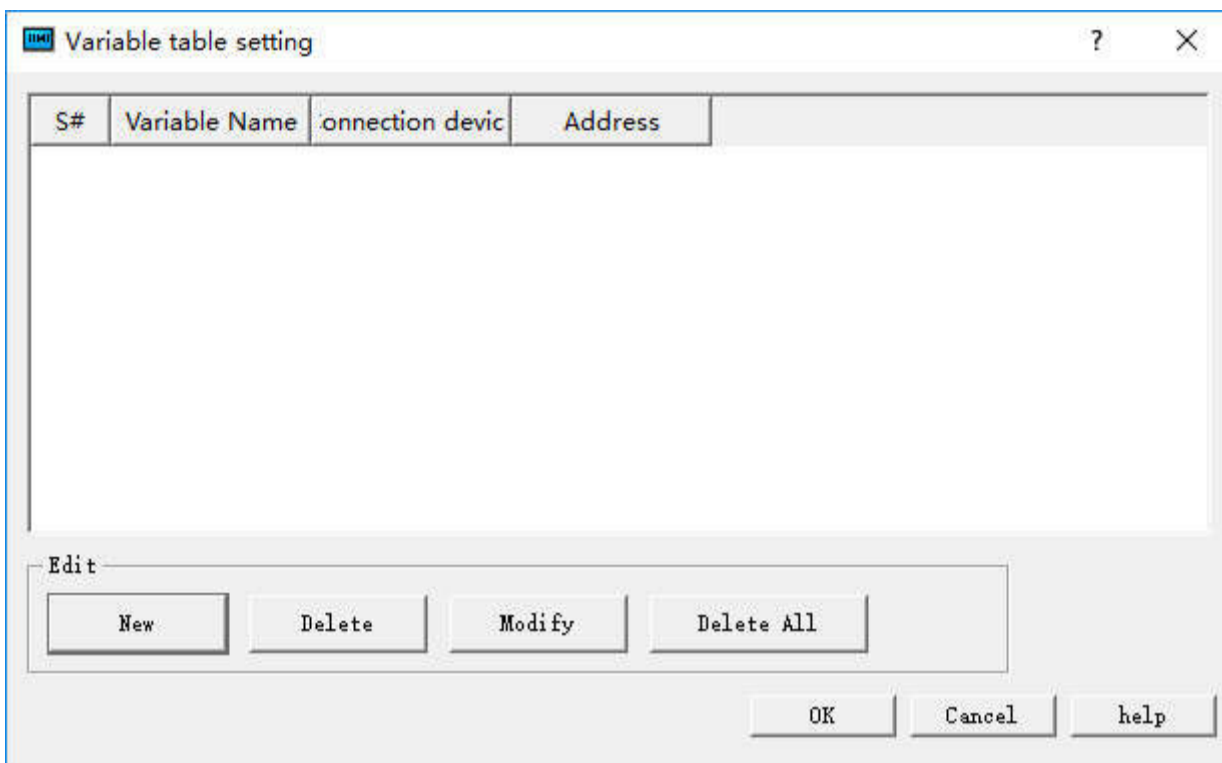 Variable table setting
?
S# Variable Name onnection devic Address
Edit
New Delete Modify Delete All
OK Cancel help